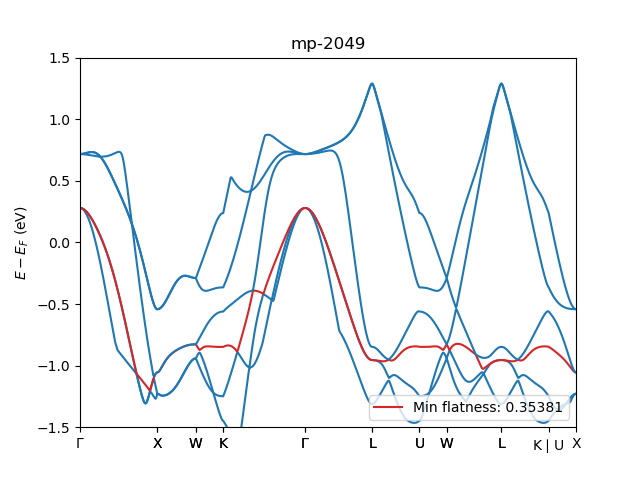 mp-2049
1.5
1.0
0.5
0.0
−0.5
−1.0
−1.5
E − E_F (eV)
Min flatness: 0.35381
Γ X W K Γ L U W L K | U X